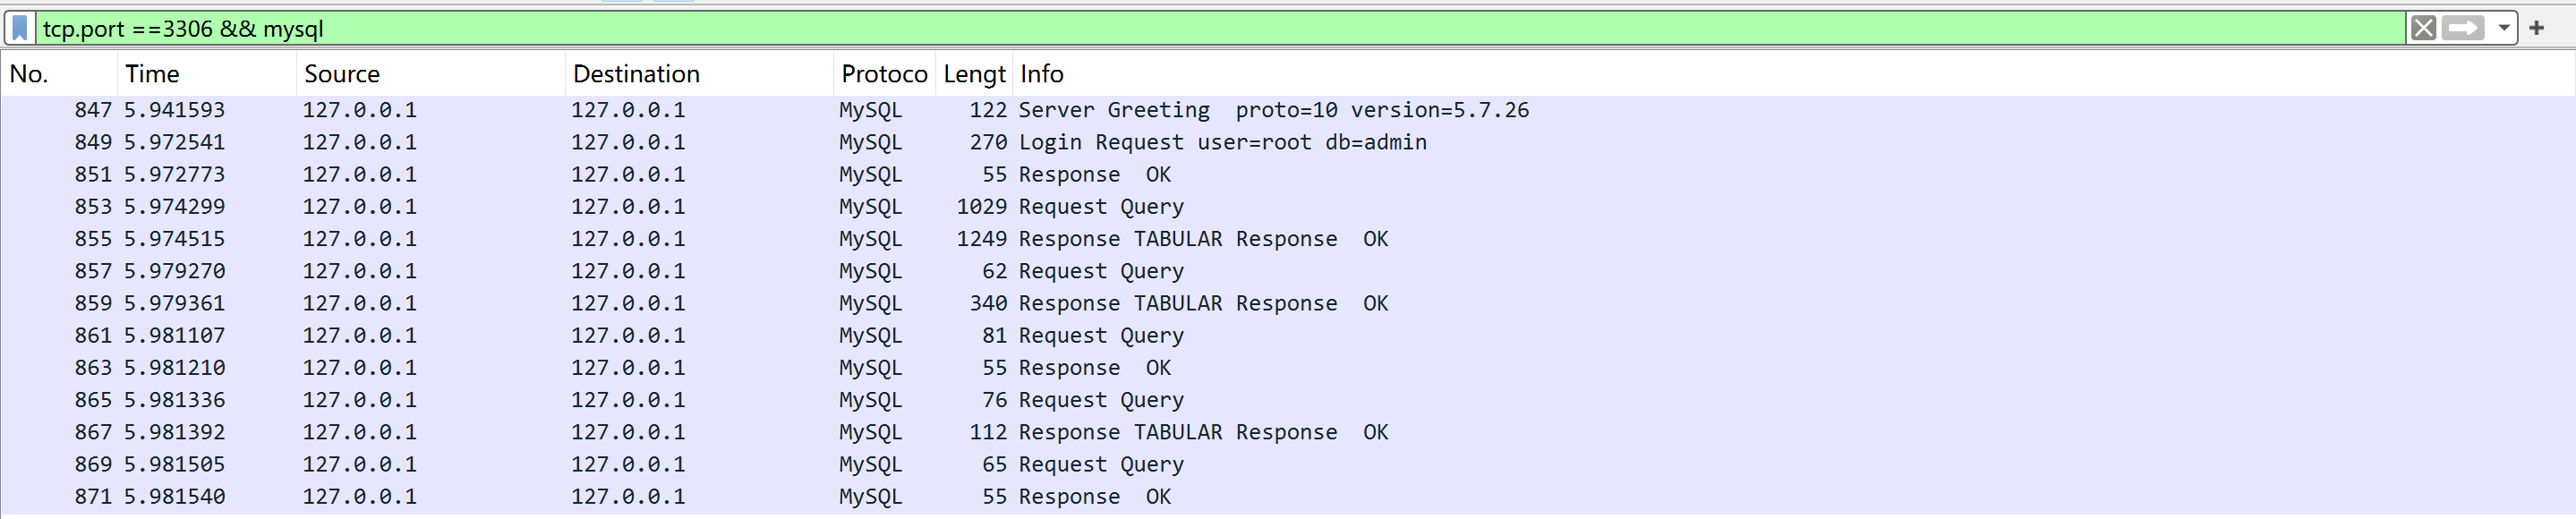 tcp.port ==3306 && mysql
No. Time Source Destination Protoco Lengt Info
847 5.941593 127.0.0.1 127.0.0.1 MySQL 122 Server Greeting  proto=10 version=5.7.26
849 5.972541 127.0.0.1 127.0.0.1 MySQL 270 Login Request user=root db=admin
851 5.972773 127.0.0.1 127.0.0.1 MySQL 55 Response  OK
853 5.974299 127.0.0.1 127.0.0.1 MySQL 1029 Request Query
855 5.974515 127.0.0.1 127.0.0.1 MySQL 1249 Response TABULAR Response  OK
857 5.979270 127.0.0.1 127.0.0.1 MySQL 62 Request Query
859 5.979361 127.0.0.1 127.0.0.1 MySQL 340 Response TABULAR Response  OK
861 5.981107 127.0.0.1 127.0.0.1 MySQL 81 Request Query
863 5.981210 127.0.0.1 127.0.0.1 MySQL 55 Response  OK
865 5.981336 127.0.0.1 127.0.0.1 MySQL 76 Request Query
867 5.981392 127.0.0.1 127.0.0.1 MySQL 112 Response TABULAR Response  OK
869 5.981505 127.0.0.1 127.0.0.1 MySQL 65 Request Query
871 5.981540 127.0.0.1 127.0.0.1 MySQL 55 Response  OK